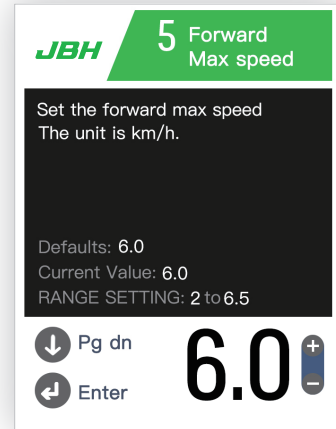 JBH
5 Forward
Max speed
Set the forward max speed
The unit is km/h.
Defaults: 6.0
Current Value: 6.0
RANGE SETTING: 2 to 6.5
Pg dn
6.0
+
Enter
−